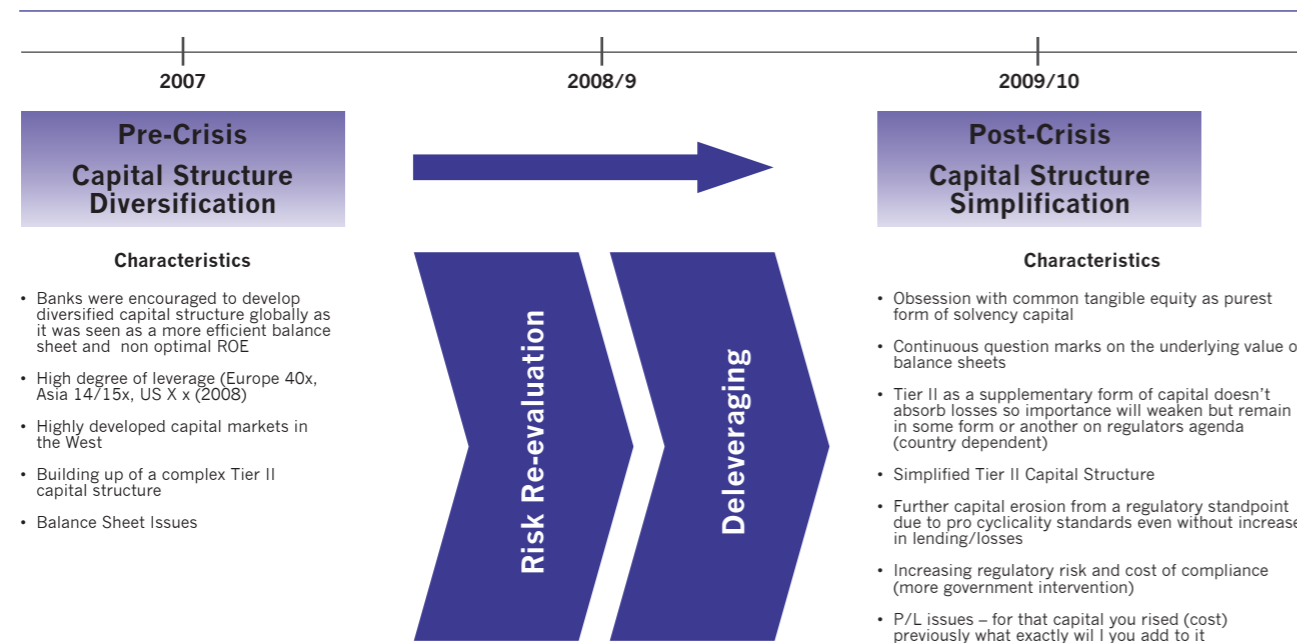 2007
2008/9
2009/10
Pre-Crisis
Capital Structure
Diversification
Characteristics
• Banks were encouraged to develop
diversified capital structure globally as
it was seen as a more efficient balance
sheet and non optimal ROE
• High degree of leverage (Europe 40x,
Asia 14/15x, US X x (2008)
• Highly developed capital markets in
the West
• Building up of a complex Tier II
capital structure
• Balance Sheet Issues
Risk Re-evaluation
Deleveraging
Post-Crisis
Capital Structure
Simplification
Characteristics
• Obsession with common tangible equity as purest
form of solvency capital
• Continuous question marks on the underlying value o
balance sheets
• Tier II as a supplementary form of capital doesn't
absorb losses so importance will weaken but remain
in some form or another on regulators agenda
(country dependent)
• Simplified Tier II Capital Structure
• Further capital erosion from a regulatory standpoint
due to pro cyclicality standards even without increase
in lending/losses
• Increasing regulatory risk and cost of compliance
(more government intervention)
• P/L issues – for that capital you rised (cost)
previously what exactly wil l you add to it